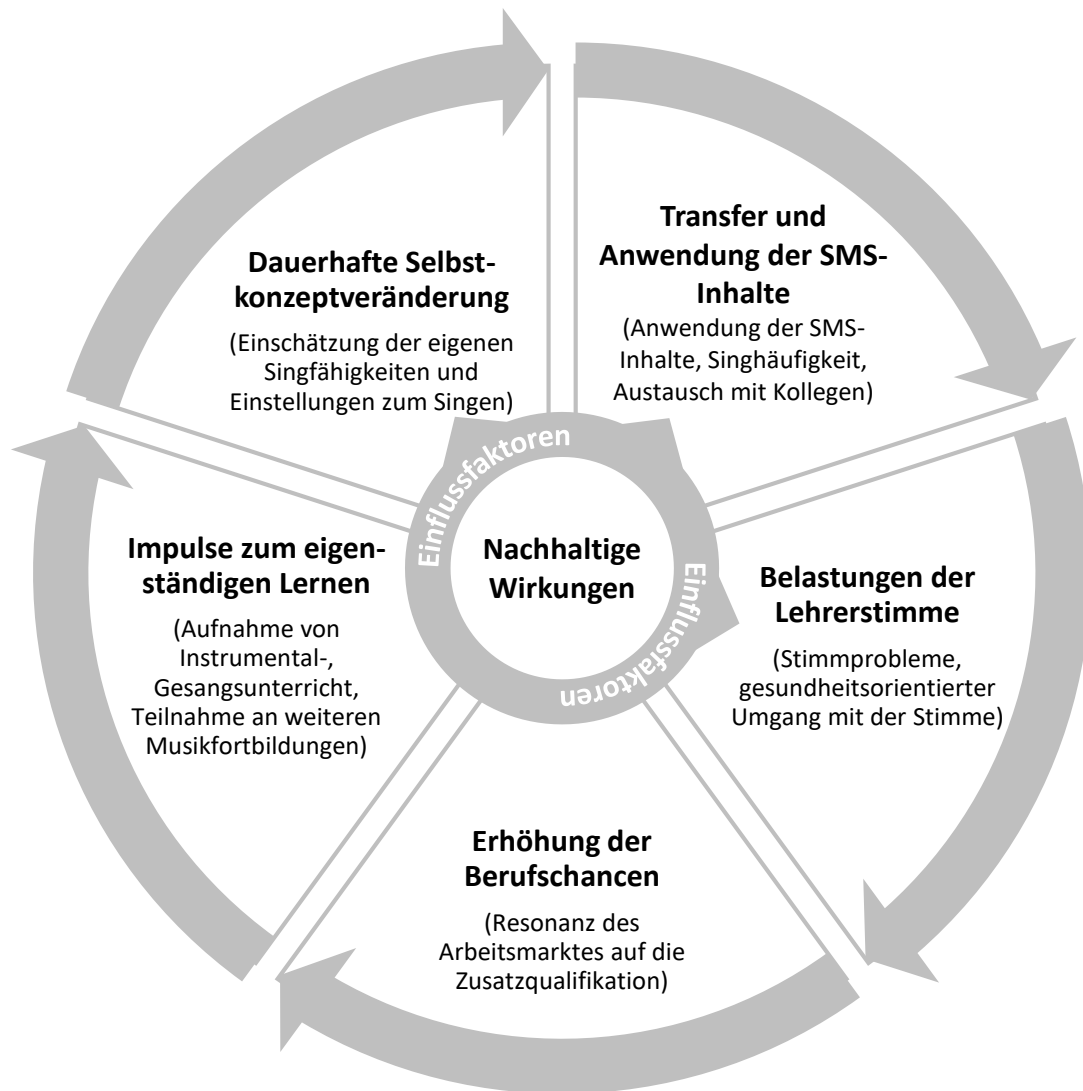 Transfer und
Anwendung der SMS-
Inhalte
(Anwendung der SMS-
Inhalte, Singhäufigkeit,
Austausch mit Kollegen)
Belastungen der
Lehrerstimme
(Stimmprobleme,
gesundheitsorientierter
Umgang mit der Stimme)
Erhöhung der
Berufschancen
(Resonanz des
Arbeitsmarktes auf die
Zusatzqualifikation)
Impulse zum eigen-
ständigen Lernen
(Aufnahme von
Instrumental-,
Gesangsunterricht,
Teilnahme an weiteren
Musikfortbildungen)
Dauerhafte Selbst-
konzeptveränderung
(Einschätzung der eigenen
Singfähigkeiten und
Einstellungen zum Singen)
Einflussfaktoren
Einflussfaktoren
Nachhaltige
Wirkungen